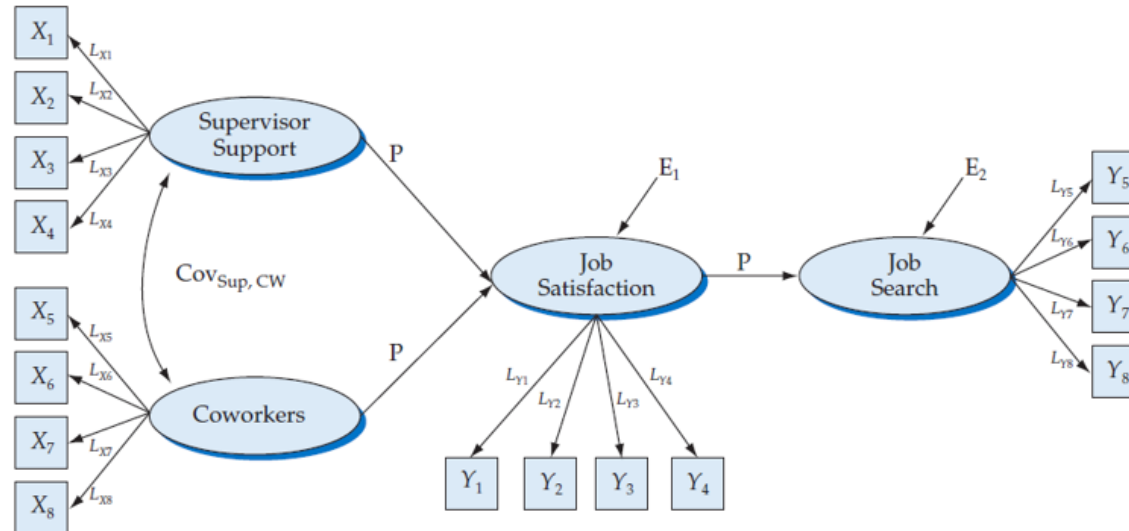 X1
LX1
X2
LX2
X3
LX3
X4
LX4
Supervisor
Support
P
CovSup, CW
X5
LX5
X6
LX6
X7
LX7
X8
LX8
Coworkers
P
E1
Job
Satisfaction
P
LY1
LY2
LY3
LY4
Y1
Y2
Y3
Y4
E2
Job
Search
LY5
Y5
LY6
Y6
LY7
Y7
LY8
Y8